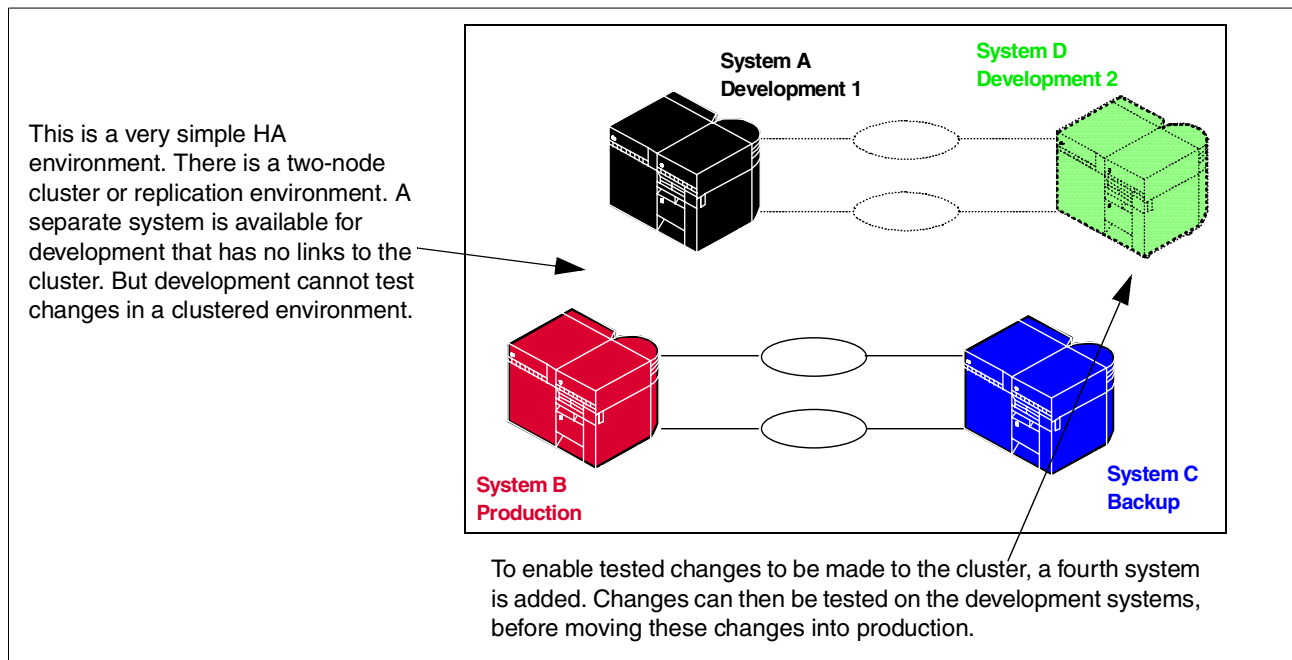 System A
Development 1
System D
Development 2
This is a very simple HA
environment. There is a two-node
cluster or replication environment. A
separate system is available for
development that has no links to the
cluster. But development cannot test
changes in a clustered environment.
System B
Production
System C
Backup
To enable tested changes to be made to the cluster, a fourth system
is added. Changes can then be tested on the development systems,
before moving these changes into production.